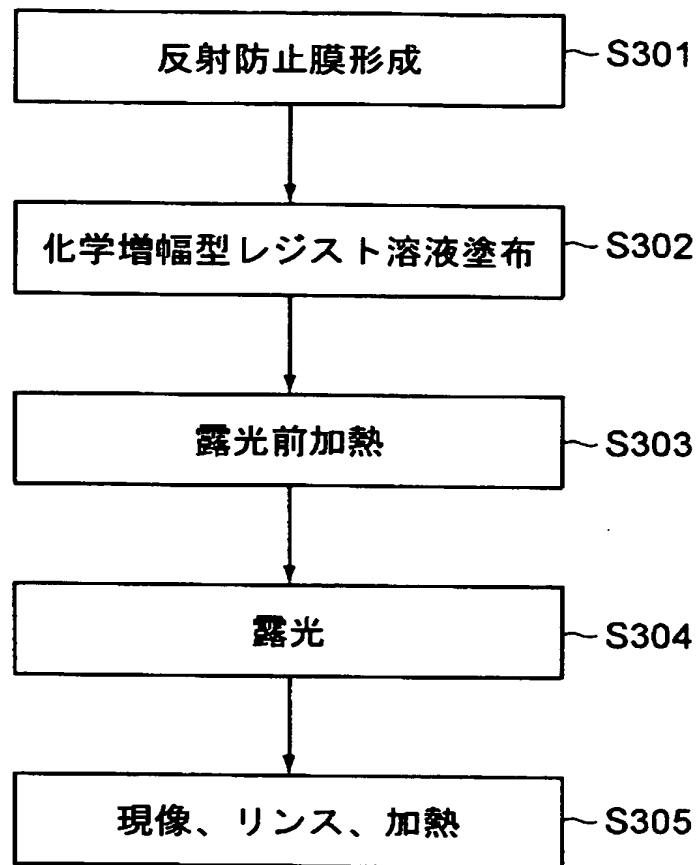 反射防止膜形成 S301
化学増幅型レジスト溶液塗布 S302
露光前加熱 S303
露光 S304
現像、リンス、加熱 S305